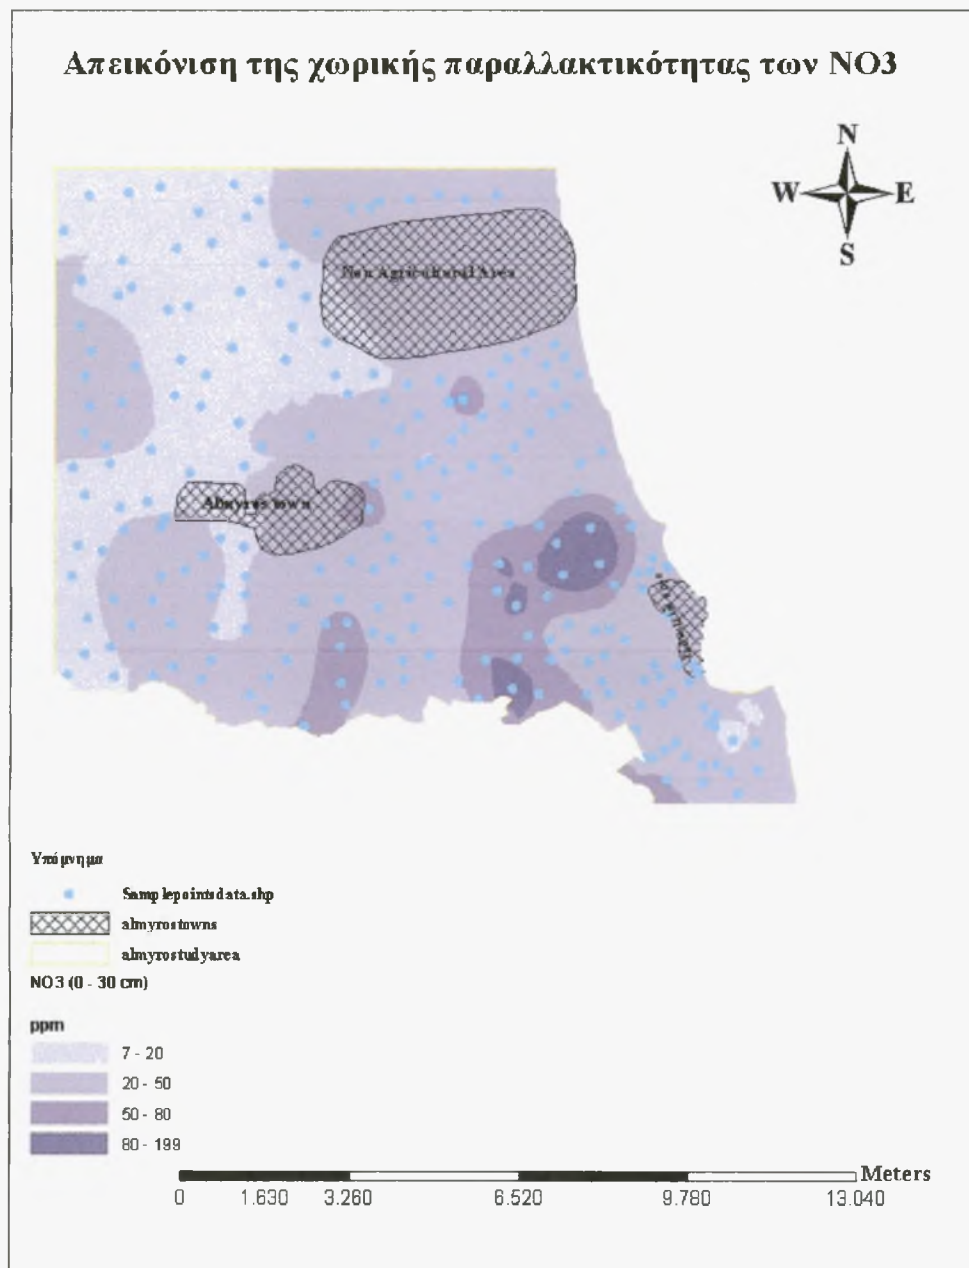 Απεικόνιση της χωρικής παραλλακτικότητας των NO3
N
W E
S
Non Agricultural Area
Almyros town
Υπόμνημα
Samplepointsdata.shp
almyrostowns
almyrostudyarea
NO3 (0 - 30 cm)
ppm
7 - 20
20 - 50
50 - 80
80 - 199
Meters
0 1.630 3.260 6.520 9.780 13.040